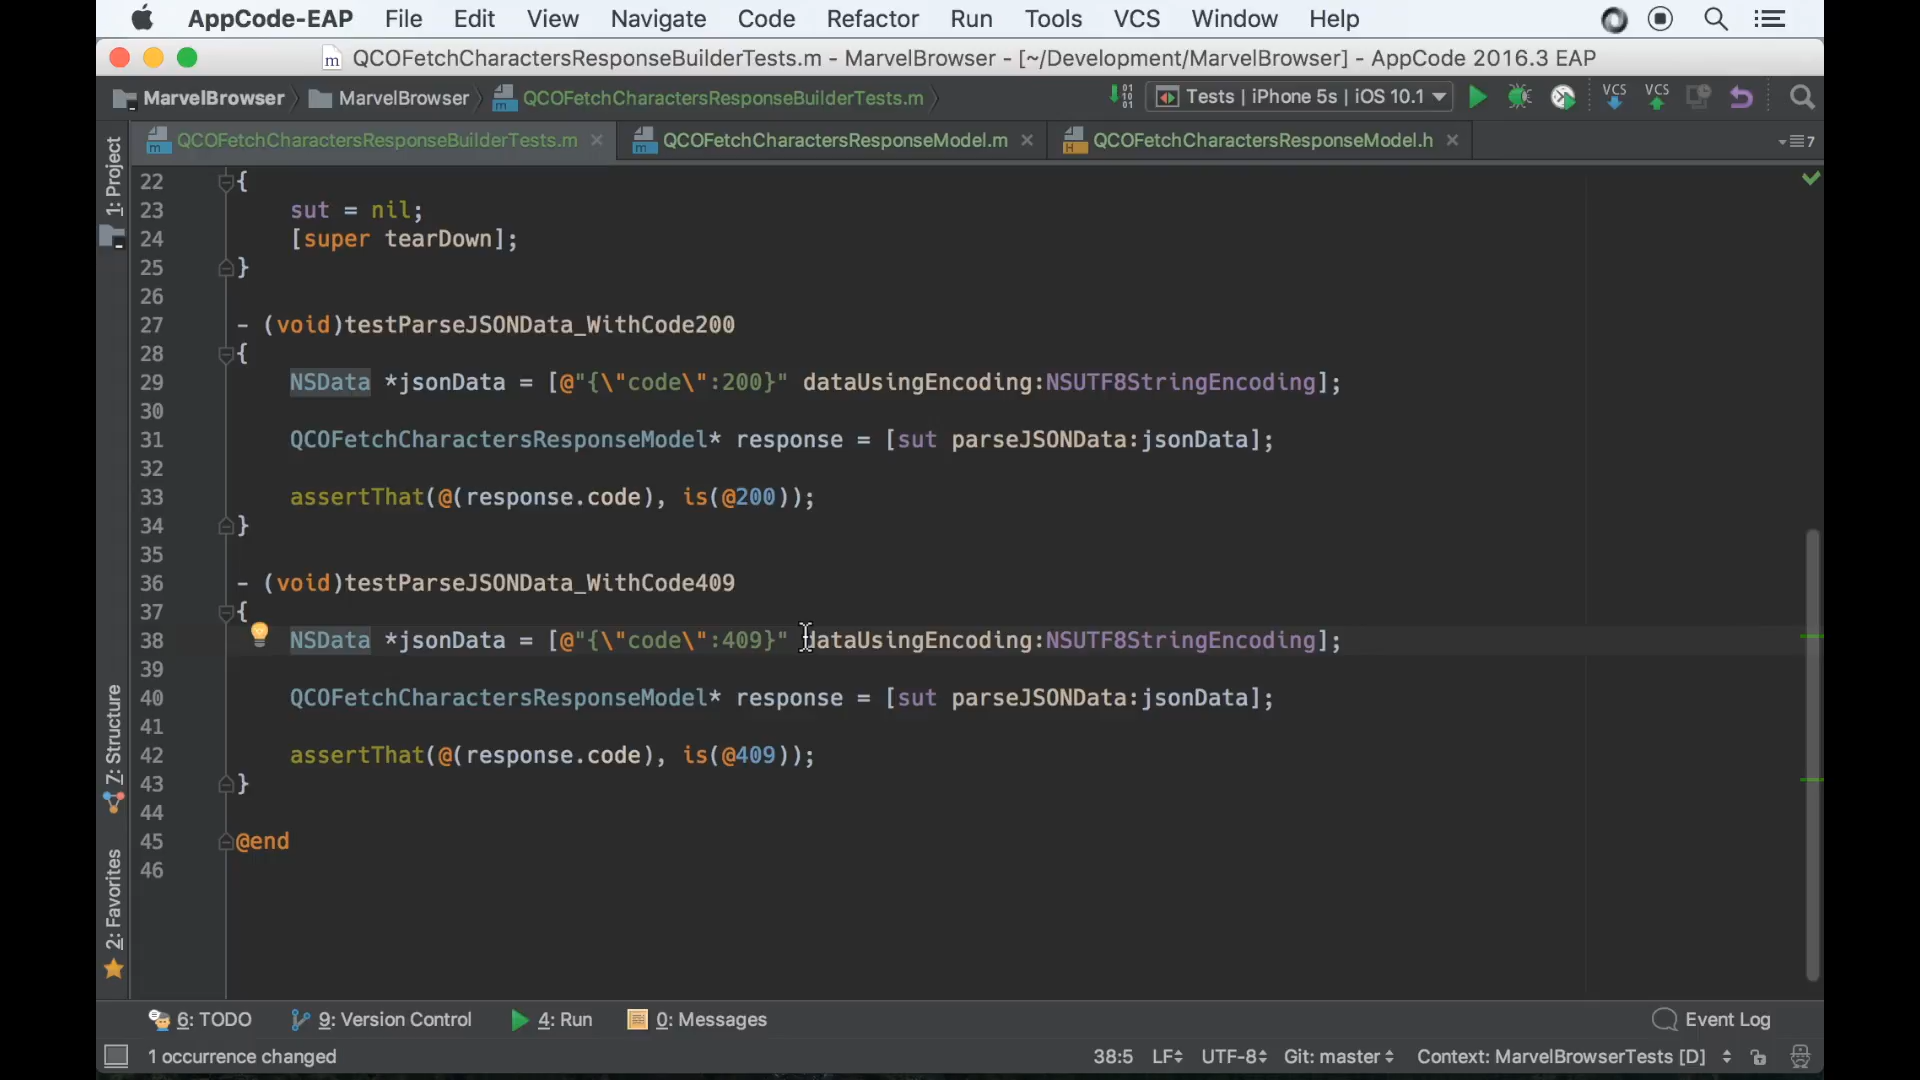 AppCode-EAP File Edit View Navigate Code Refactor Run Tools VCS Window Help
QCOFetchCharactersResponseBuilderTests.m - MarvelBrowser - [~/Development/MarvelBrowser] - AppCode 2016.3 EAP
MarvelBrowser MarvelBrowser QCOFetchCharactersResponseBuilderTests.m Tests | iPhone 5s | iOS 10.1 VCS VCS
QCOFetchCharactersResponseBuilderTests.m QCOFetchCharactersResponseModel.m QCOFetchCharactersResponseModel.h 7
1: Project
7: Structure
2: Favorites
22 {
23 sut = nil;
24 [super tearDown];
25 }
26
27 - (void)testParseJSONData_WithCode200
28 {
29 NSData *jsonData = [@"{\"code\":200}" dataUsingEncoding:NSUTF8StringEncoding];
30
31 QCOFetchCharactersResponseModel* response = [sut parseJSONData:jsonData];
32
33 assertThat(@(response.code), is(@200));
34 }
35
36 - (void)testParseJSONData_WithCode409
37 {
38 NSData *jsonData = [@"{\"code\":409}" dataUsingEncoding:NSUTF8StringEncoding];
39
40 QCOFetchCharactersResponseModel* response = [sut parseJSONData:jsonData];
41
42 assertThat(@(response.code), is(@409));
43 }
44
45 @end
46
6: TODO 9: Version Control 4: Run 0: Messages Event Log
1 occurrence changed 38:5 LF UTF-8 Git: master Context: MarvelBrowserTests [D]